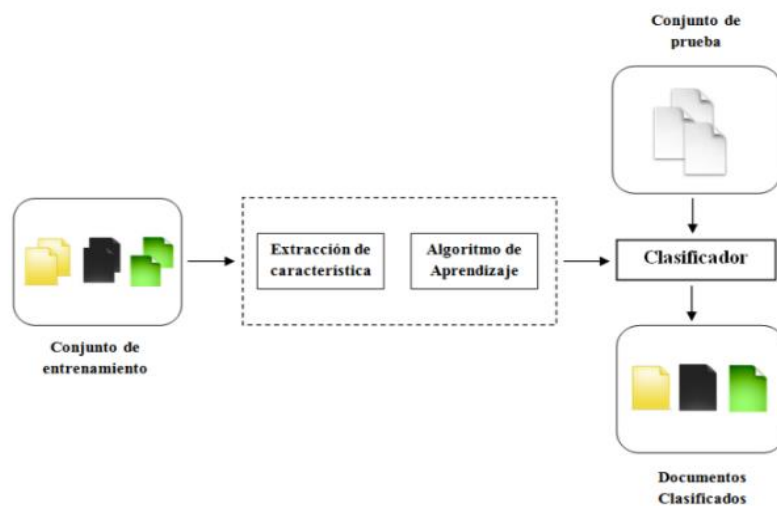 Conjunto de
prueba
Extracción de
característica
Algoritmo de
Aprendizaje
Clasificador
Conjunto de
entrenamiento
Documentos
Clasificados